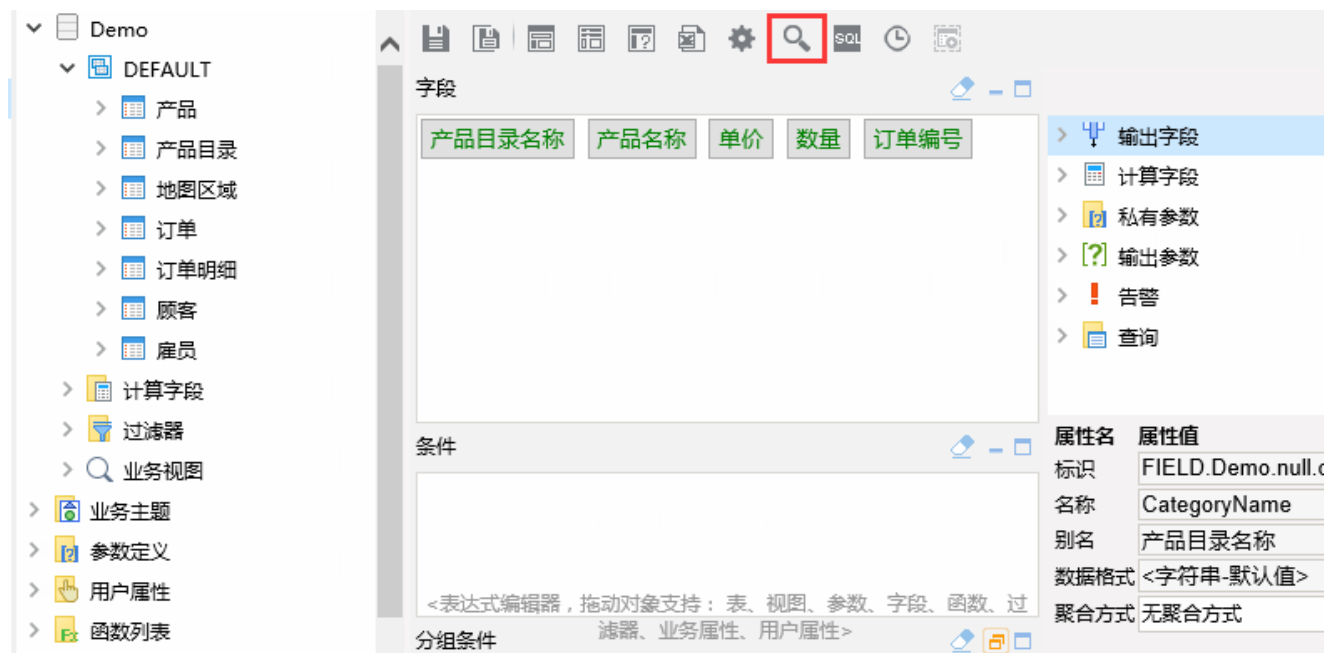 Demo
DEFAULT
产品
产品目录
地图区域
订单
订单明细
顾客
雇员
计算字段
过滤器
业务视图
业务主题
参数定义
用户属性
Fx 函数列表
SQL
字段
产品目录名称 产品名称 单价 数量 订单编号
条件
<表达式编辑器，拖动对象支持： 表、视图、参数、字段、函数、过
滤器、业务属性、用户属性>
分组条件
输出字段
计算字段
[?] 私有参数
[?] 输出参数
告警
查询
属性名 属性值
标识 FIELD.Demo.null.
名称 CategoryName
别名 产品目录名称
数据格式 <字符串-默认值>
聚合方式 无聚合方式